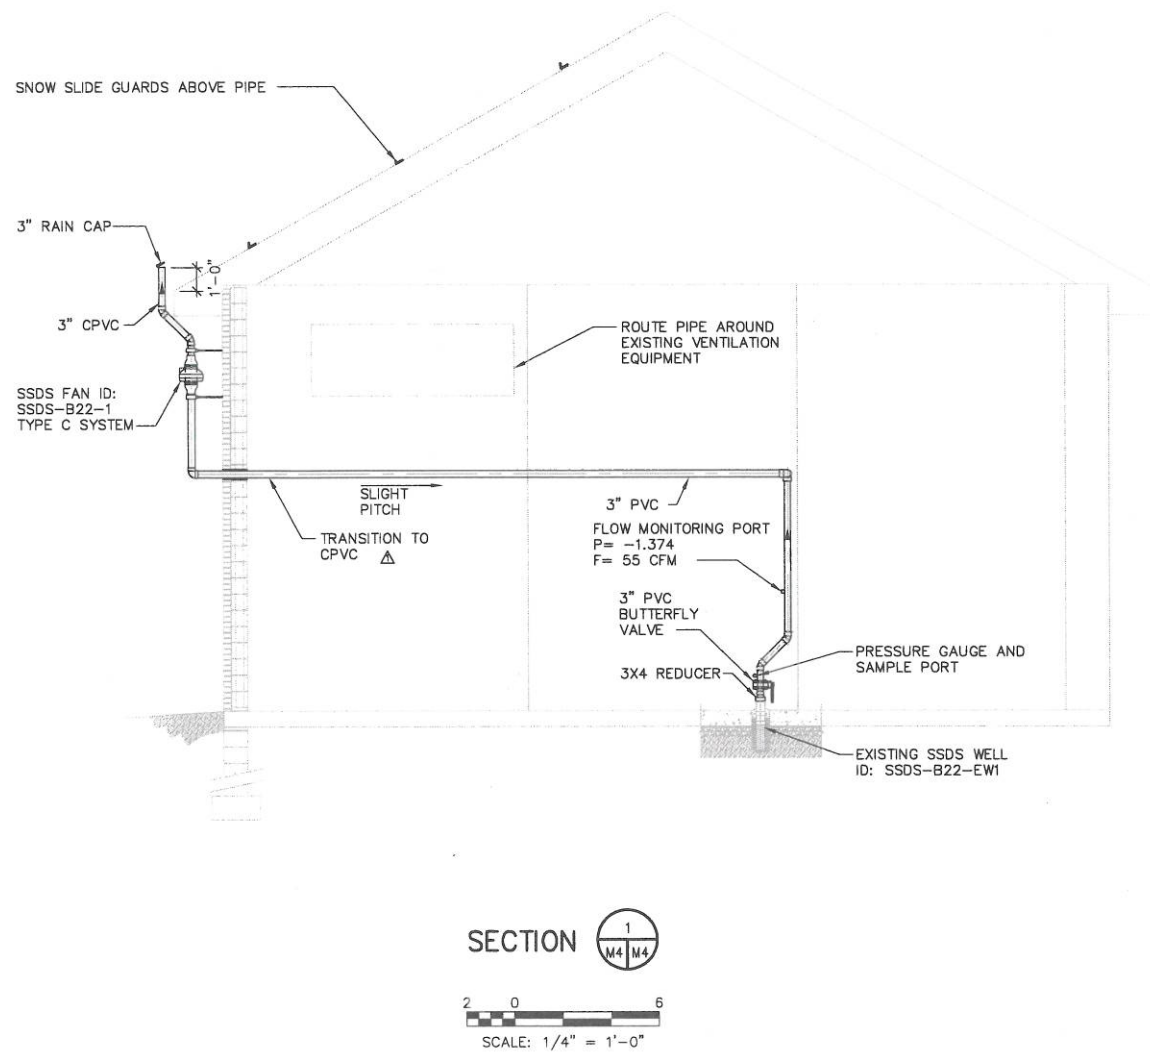 SNOW SLIDE GUARDS ABOVE PIPE
3" RAIN CAP
1'-0"
3" CPVC
ROUTE PIPE AROUND
EXISTING VENTILATION
EQUIPMENT
SSDS FAN ID:
SSDS-B22-1
TYPE C SYSTEM
SLIGHT
PITCH
3" PVC
TRANSITION TO
CPVC 1
FLOW MONITORING PORT
P= -1.374
F= 55 CFM
3" PVC
BUTTERFLY
VALVE
PRESSURE GAUGE AND
SAMPLE PORT
3X4 REDUCER
EXISTING SSDS WELL
ID: SSDS-B22-EW1
SECTION
1
M4 M4
2 0 6
SCALE: 1/4" = 1'-0"